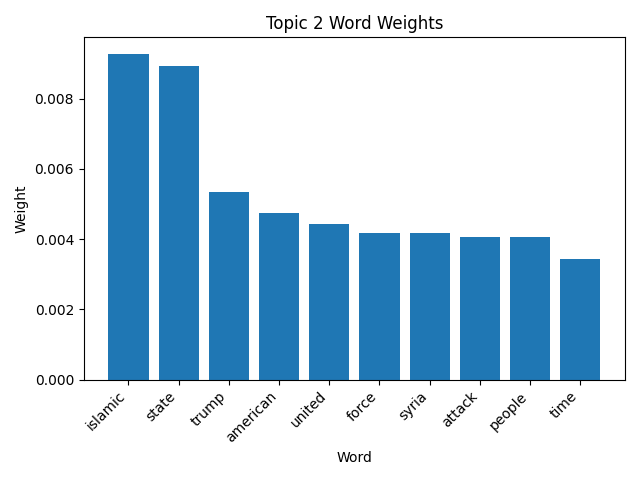 Topic 2 Word Weights
Weight
0.008
0.006
0.004
0.002
0.000
islamic
state
trump
american
united
force
syria
attack
people
time
Word